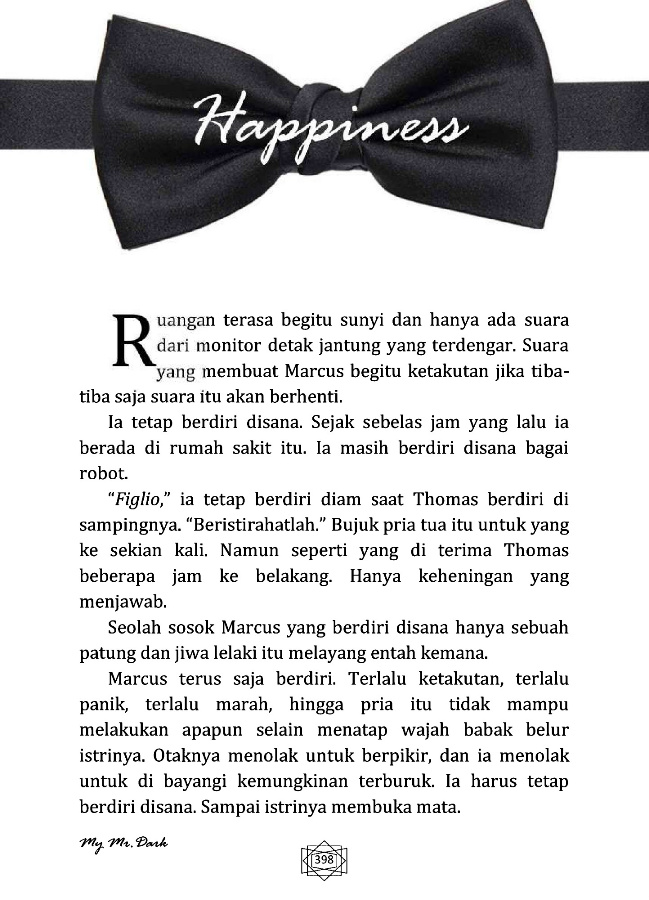 Happiness
Ruangan terasa begitu sunyi dan hanya ada suara
dari monitor detak jantung yang terdengar. Suara
yang membuat Marcus begitu ketakutan jika tiba-
tiba saja suara itu akan berhenti.
Ia tetap berdiri disana. Sejak sebelas jam yang lalu ia
berada di rumah sakit itu. Ia masih berdiri disana bagai
robot.
“Figlio,” ia tetap berdiri diam saat Thomas berdiri di
sampingnya. “Beristirahatlah.” Bujuk pria tua itu untuk yang
ke sekian kali. Namun seperti yang di terima Thomas
beberapa jam ke belakang. Hanya keheningan yang
menjawab.
Seolah sosok Marcus yang berdiri disana hanya sebuah
patung dan jiwa lelaki itu melayang entah kemana.
Marcus terus saja berdiri. Terlalu ketakutan, terlalu
panik, terlalu marah, hingga pria itu tidak mampu
melakukan apapun selain menatap wajah babak belur
istrinya. Otaknya menolak untuk berpikir, dan ia menolak
untuk di bayangi kemungkinan terburuk. Ia harus tetap
berdiri disana. Sampai istrinya membuka mata.
My Mr. Dark
398